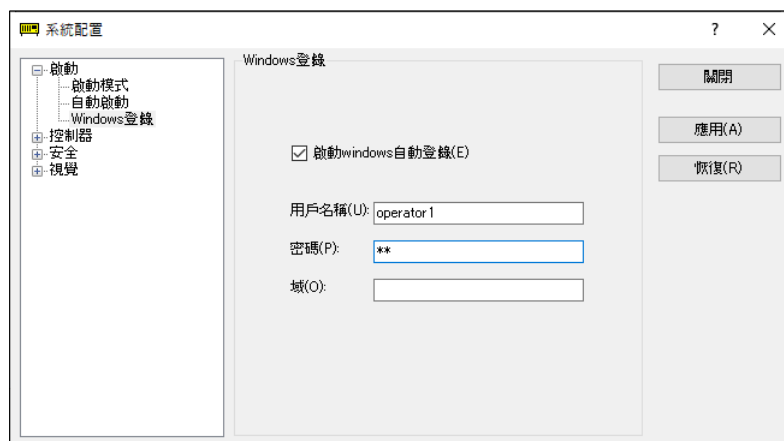 系統配置
?
啟動
啟動模式
自動啟動
Windows登錄
控制器
安全
視覺
Windows登錄
啟動windows自動登錄(E)
用戶名稱(U): operator1
密碼(P): **
域(O):
關閉
應用(A)
恢復(R)